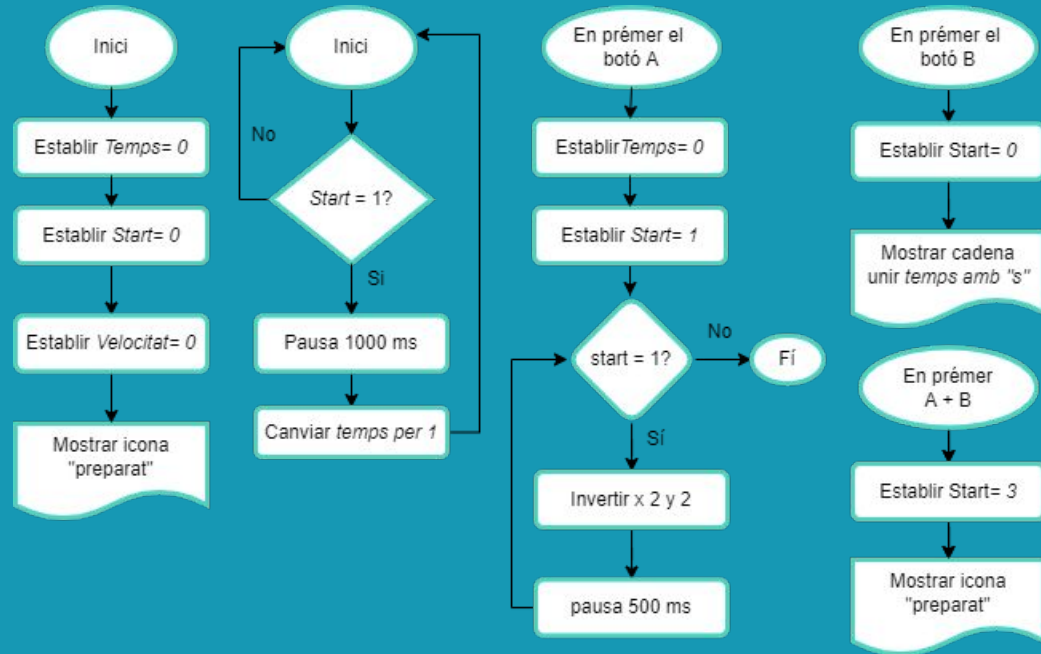 Inici
Establir Temps= 0
Establir Start= 0
Establir Velocitat= 0
Mostrar icona
"preparat"
Inici
No
Start = 1?
Si
Pausa 1000 ms
Canviar temps per 1
En prémer el
botó A
EstablirTemps= 0
Establir Start= 1
start = 1?
No
Fí
Sí
Invertir x 2 y 2
pausa 500 ms
En prémer el
botó B
Establir Start= 0
Mostrar cadena
unir temps amb "s"
En prémer
A + B
Establir Start= 3
Mostrar icona
"preparat"